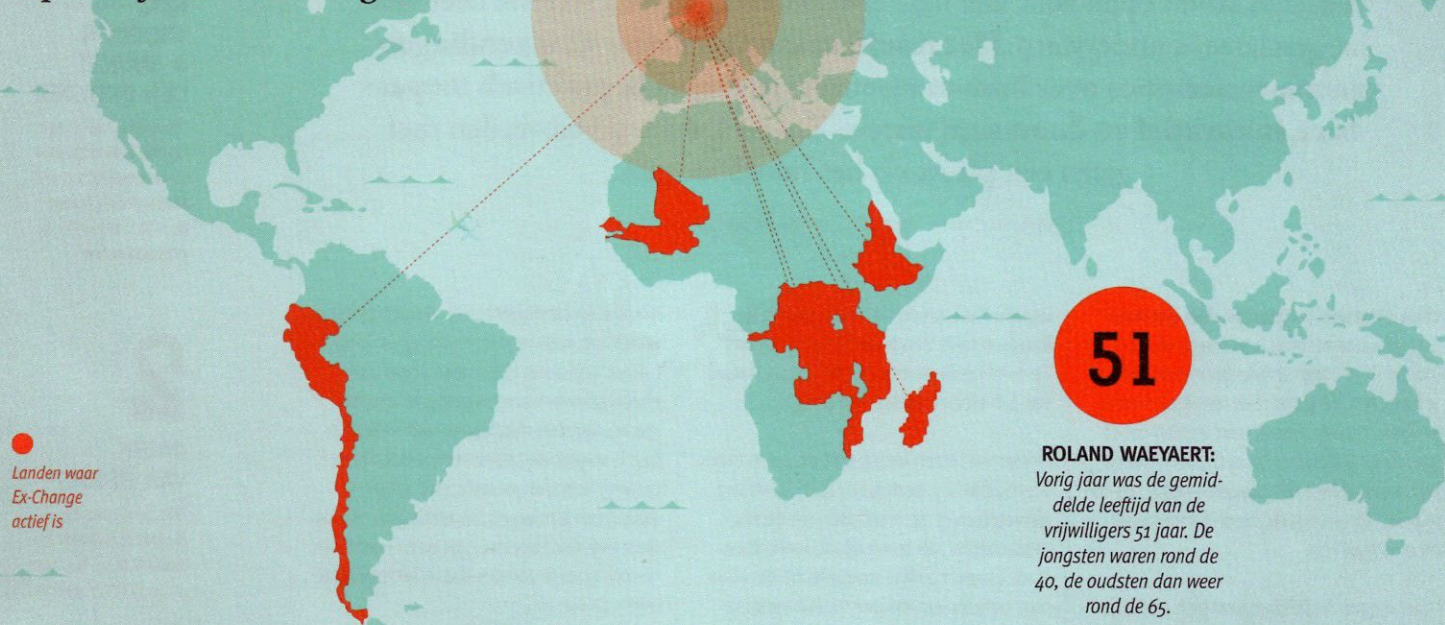 51
ROLAND WAEYAERT:
Vorig jaar was de gemid-
delde leeftijd van de
vrijwilligers 51 jaar. De
jongsten waren rond de
40, de oudsten dan weer
rond de 65.
Landen waar
Ex-Change
actief is